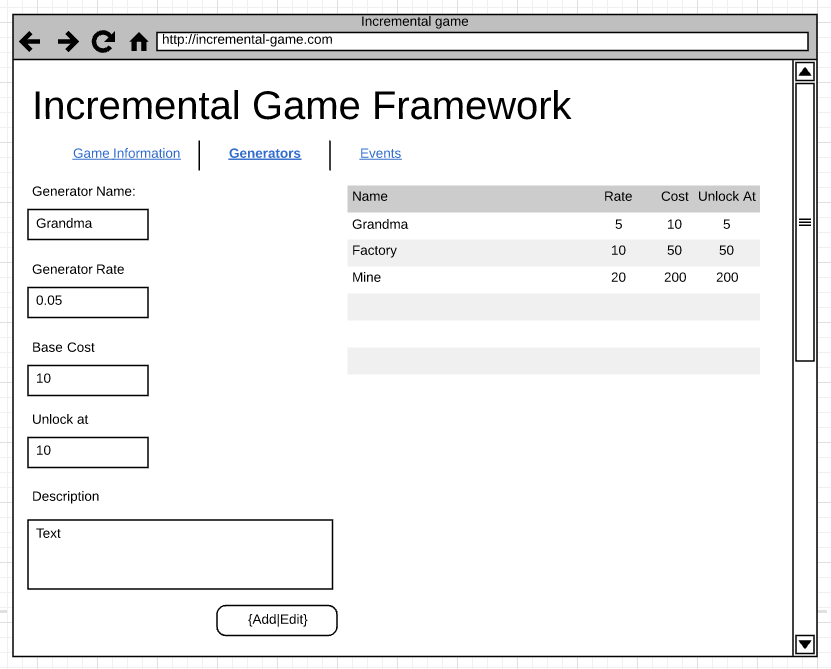 Incremental game
http://incremental-game.com
Incremental Game Framework
Game Information Generators Events
Generator Name:
Grandma
Generator Rate
0.05
Base Cost
10
Unlock at
10
Description
Text
{Add|Edit}
Name Rate Cost Unlock At
Grandma 5 10 5
Factory 10 50 50
Mine 20 200 200